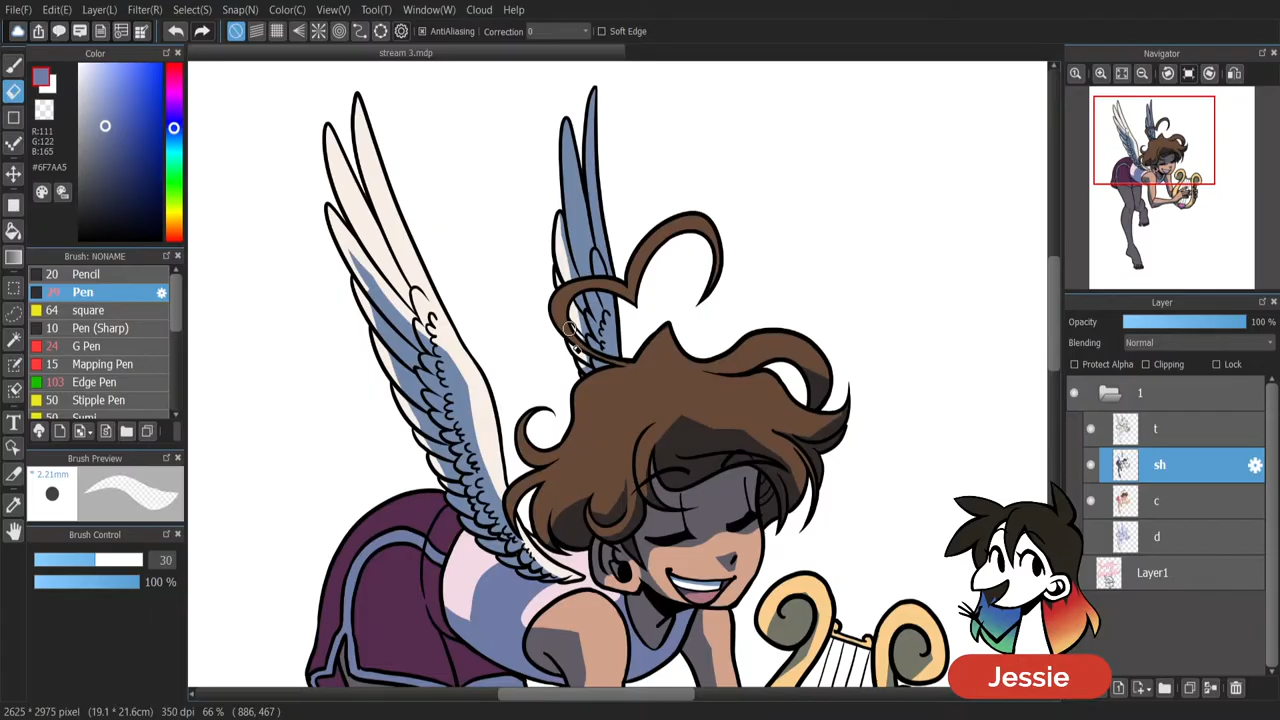 File(F) Edit(E) Layer(L) Filter(R) Select(S) Snap(N) Color(C) View(V) Tool(T) Window(W) Cloud Help
AntiAliasing Correction 0 Soft Edge
Color
stream 3.mdp
Navigator
R:111
G:122
B:165
#6F7AA5
Brush: NONAME
20 Pencil
29 Pen
64 square
10 Pen (Sharp)
24 G Pen
15 Mapping Pen
103 Edge Pen
50 Stipple Pen
50 Sumi
Brush Preview
2.21mm
Brush Control
30
100 %
Layer
Opacity 100 %
Blending Normal
Protect Alpha Clipping Lock
1
t
sh
c
d
Layer1
Jessie
2625 * 2975 pixel (19.1 * 21.6cm) 350 dpi 66 % (886, 467)